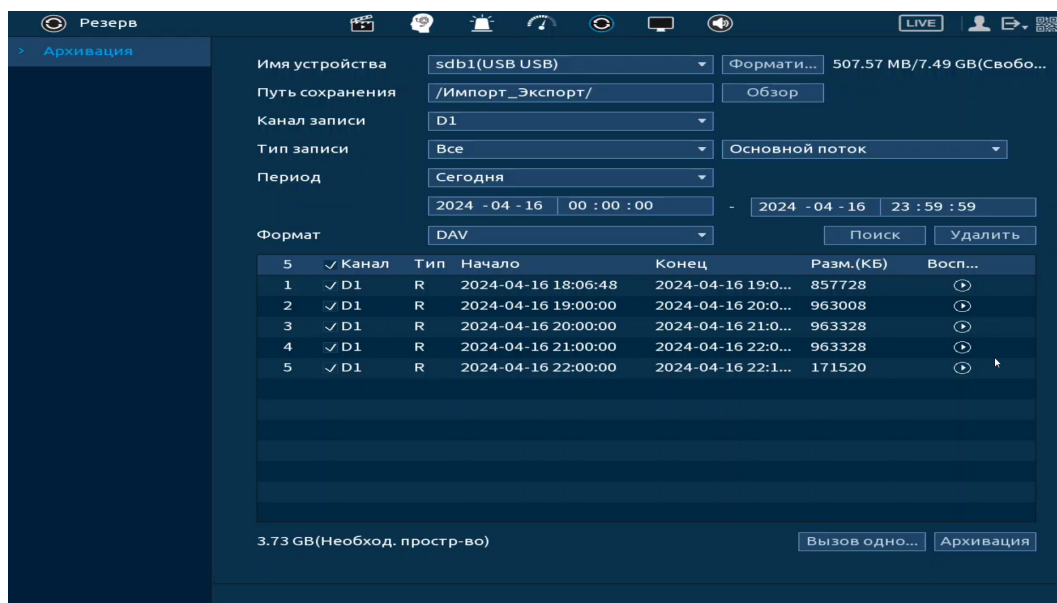 Резерв LIVE
Архивация
Имя устройства sdb1(USB USB) Формати... 507.57 MB/7.49 GB(Свобо...
Путь сохранения /Импорт_Экспорт/ Обзор
Канал записи D1
Тип записи Все Основной поток
Период Сегодня
2024 -04 -16 00 :00 :00 - 2024 -04 -16 23 :59 :59
Формат DAV Поиск Удалить
5 Канал Тип Начало Конец Разм.(КБ) Восп...
1 D1 R 2024-04-16 18:06:48 2024-04-16 19:0... 857728
2 D1 R 2024-04-16 19:00:00 2024-04-16 20:0... 963008
3 D1 R 2024-04-16 20:00:00 2024-04-16 21:0... 963328
4 D1 R 2024-04-16 21:00:00 2024-04-16 22:0... 963328
5 D1 R 2024-04-16 22:00:00 2024-04-16 22:1... 171520
3.73 GB(Необход. простр-во) Вызов одно... Архивация